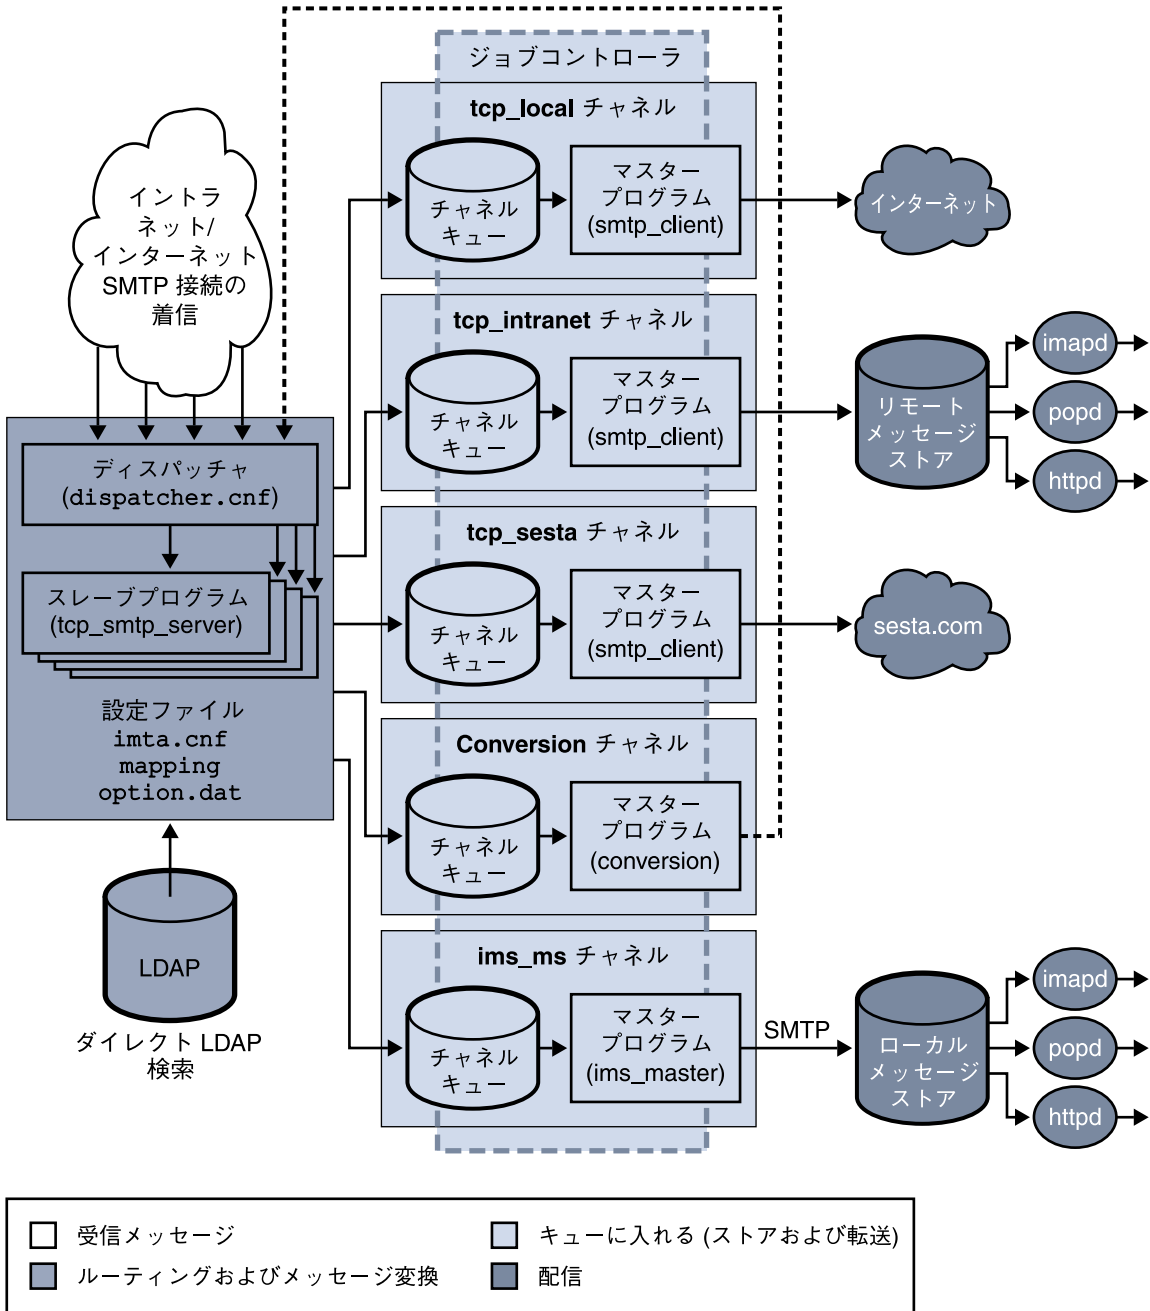 ジョブコントローラ
tcp_local チャネル
チャネル
キュー
マスター
プログラム
(smtp_client)
インターネット
イントラ
ネット/
インターネット
SMTP 接続の
着信
tcp_intranet チャネル
チャネル
キュー
マスター
プログラム
(smtp_client)
リモート
メッセージ
ストア
imapd
popd
httpd
ディスパッチャ
(dispatcher.cnf)
スレーブプログラム
(tcp_smtp_server)
設定ファイル
imta.cnf
mapping
option.dat
tcp_sesta チャネル
チャネル
キュー
マスター
プログラム
(smtp_client)
sesta.com
Conversion チャネル
チャネル
キュー
マスター
プログラム
(conversion)
LDAP
ダイレクト LDAP
検索
ims_ms チャネル
チャネル
キュー
マスター
プログラム
(ims_master)
SMTP
ローカル
メッセージ
ストア
imapd
popd
httpd
受信メッセージ
キューに入れる (ストアおよび転送)
ルーティングおよびメッセージ変換
配信